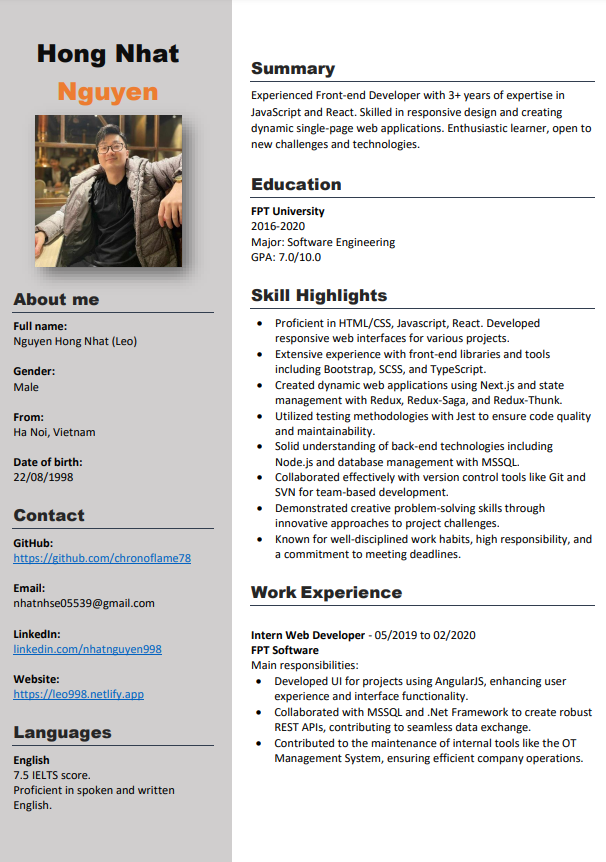 Hong Nhat
Nguyen
About me
Full name:
Nguyen Hong Nhat (Leo)
Gender:
Male
From:
Ha Noi, Vietnam
Date of birth:
22/08/1998
Contact
GitHub:
https://github.com/chronoflame78
Email:
nhatnhse05539@gmail.com
LinkedIn:
linkedin.com/nhatnguyen998
Website:
https://leo998.netlify.app
Languages
English
7.5 IELTS score.
Proficient in spoken and written
English.
Summary
Experienced Front-end Developer with 3+ years of expertise in
JavaScript and React. Skilled in responsive design and creating
dynamic single-page web applications. Enthusiastic learner, open to
new challenges and technologies.
Education
FPT University
2016-2020
Major: Software Engineering
GPA: 7.0/10.0
Skill Highlights
• Proficient in HTML/CSS, Javascript, React. Developed
responsive web interfaces for various projects.
• Extensive experience with front-end libraries and tools
including Bootstrap, SCSS, and TypeScript.
• Created dynamic web applications using Next.js and state
management with Redux, Redux-Saga, and Redux-Thunk.
• Utilized testing methodologies with Jest to ensure code quality
and maintainability.
• Solid understanding of back-end technologies including
Node.js and database management with MSSQL.
• Collaborated effectively with version control tools like Git and
SVN for team-based development.
• Demonstrated creative problem-solving skills through
innovative approaches to project challenges.
• Known for well-disciplined work habits, high responsibility, and
a commitment to meeting deadlines.
Work Experience
Intern Web Developer - 05/2019 to 02/2020
FPT Software
Main responsibilities:
• Developed UI for projects using AngularJS, enhancing user
experience and interface functionality.
• Collaborated with MSSQL and .Net Framework to create robust
REST APIs, contributing to seamless data exchange.
• Contributed to the maintenance of internal tools like the OT
Management System, ensuring efficient company operations.